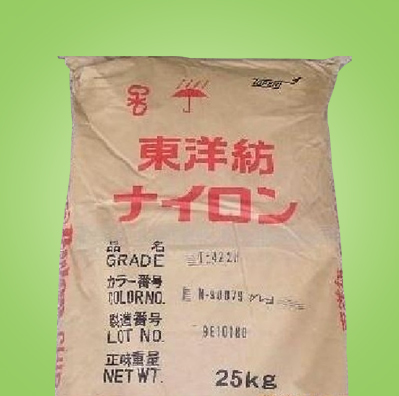 東洋紡
ナイロン
品名
GRADE
カラー番号
COLOR NO.
製造番号
LOT NO. 9E10180
正味重量
NET WT. 25kg